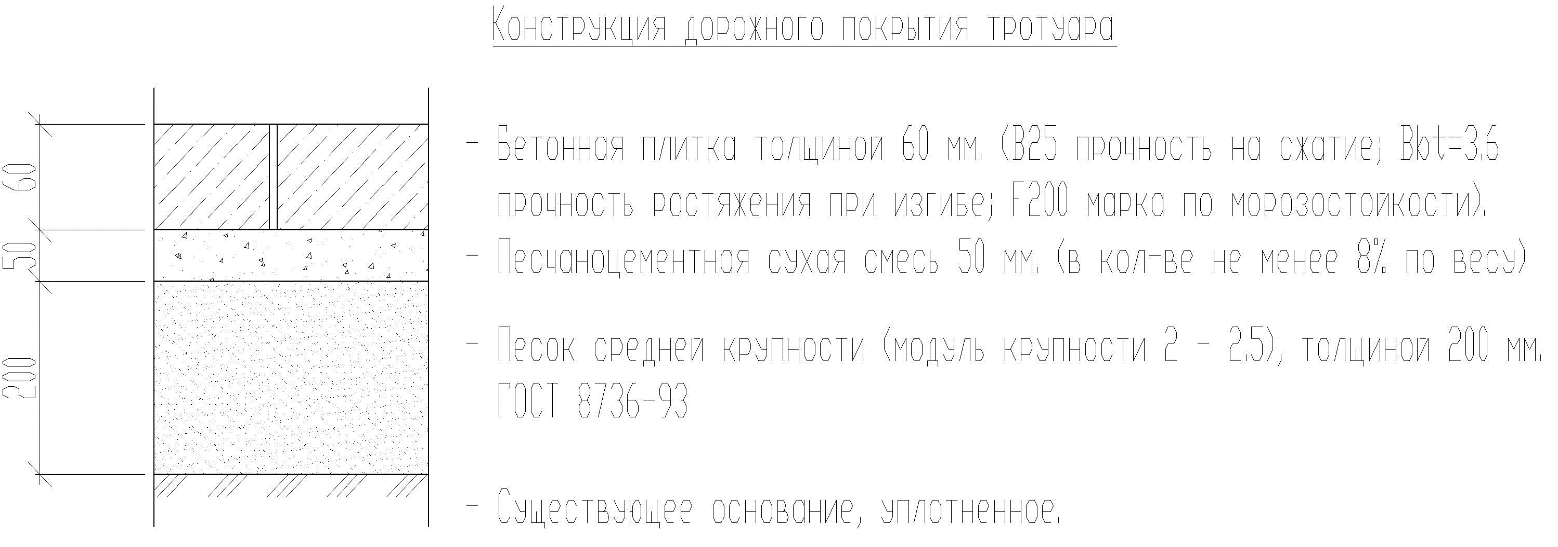 Конструкция дорожного покрытия тротуара
60
- Бетонная плитка толщиной 60 мм. (B25 прочность на сжатие; Bbt=3.6
прочность растяжения при изгибе; F200 марка по морозостойкости).
50
- Песчаноцементная сухая смесь 50 мм. (в кол-ве не менее 8% по весу)
200
- Песок средней крупности (модуль крупности 2 - 2.5), толщиной 200 мм.
ГОСТ 8736-93
- Существующее основание, уплотненное.